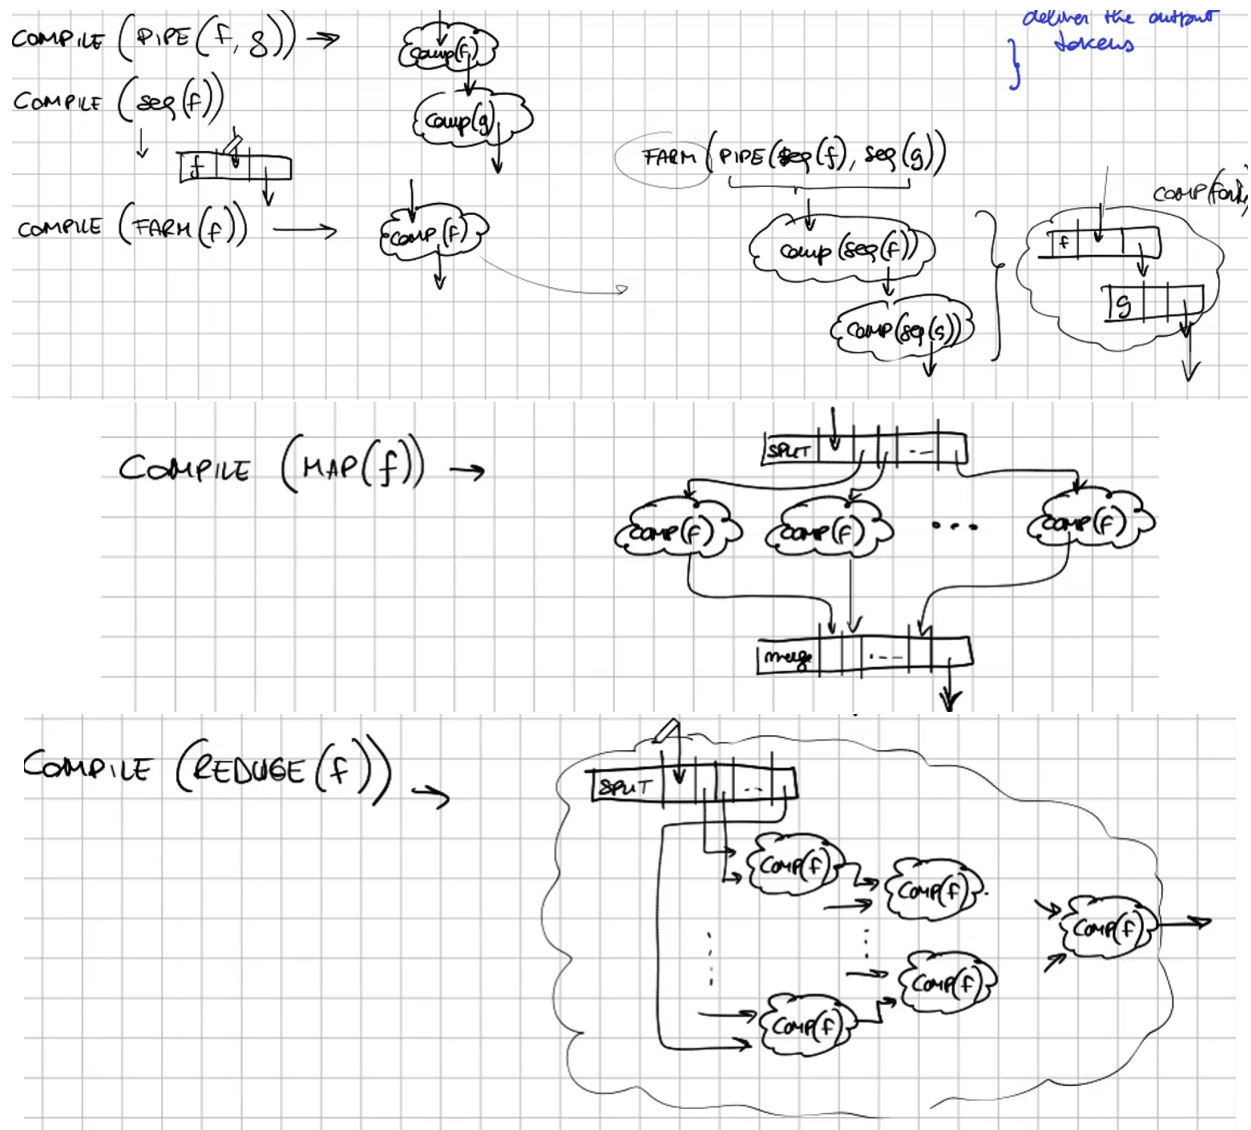 COMPILE (PIPE(f, g)) →
comp(f)
comp(g)
deliver the output
tokens
COMPILE (seq(f))
f
COMPILE (FARM(f)) →
comp(f)
FARM (PIPE(seq(f), seq(g))
comp (seq(f))
comp(seq(g))
f
g
COMPILE (MAP(f)) →
SPLIT ...
comp(f) comp(f) ... comp(f)
merge ...
COMPILE (REDUCE(f)) →
SPLIT ..
comp(f) comp(f)
comp(f)
comp(f)
comp(f)